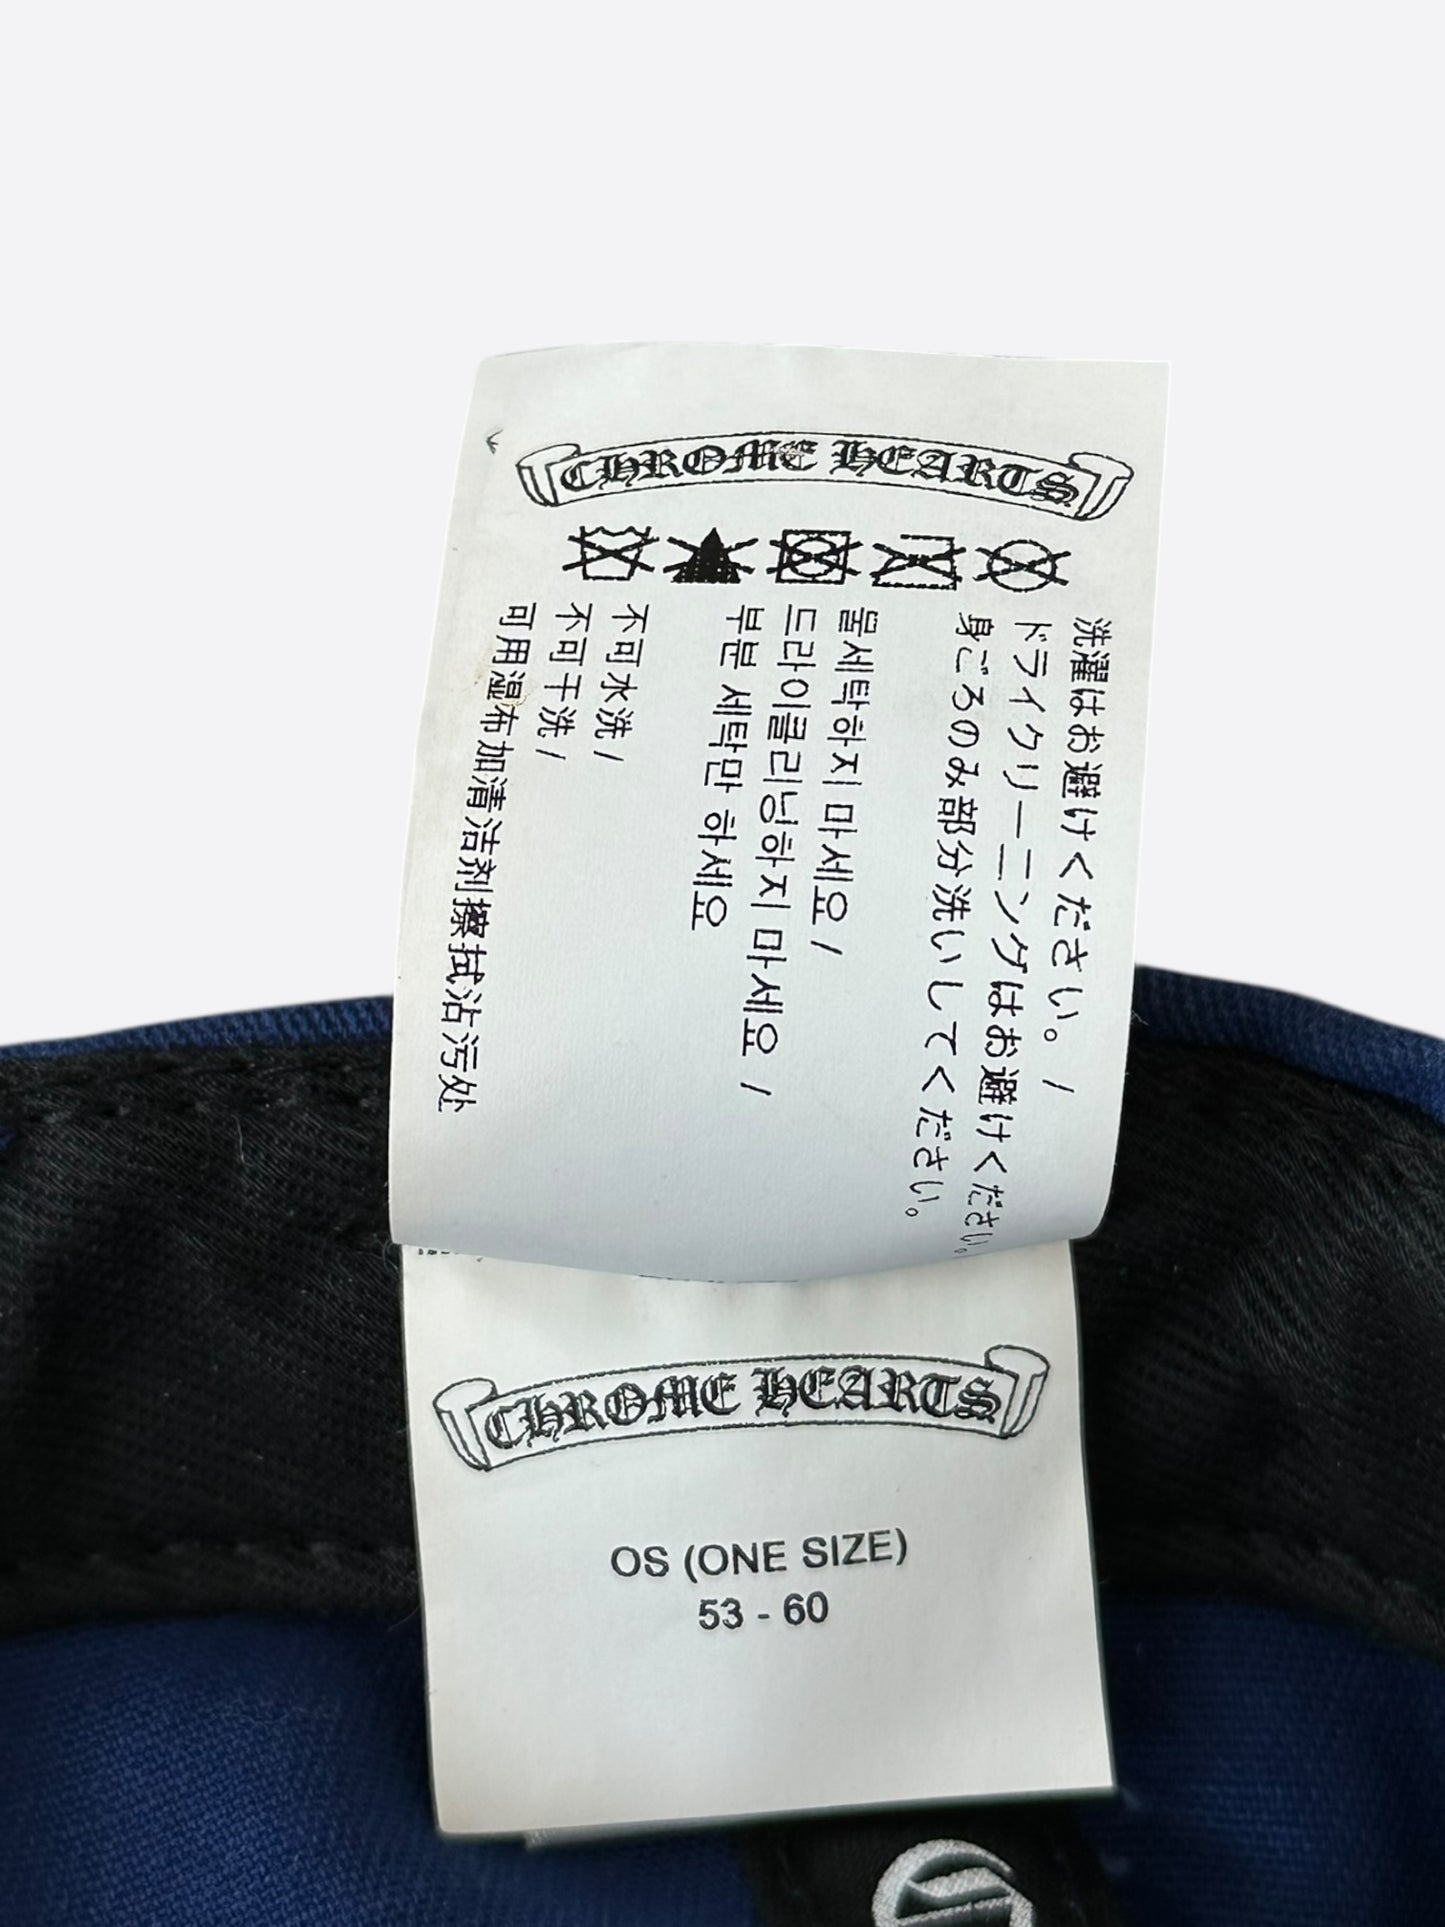 CHROME HEARTS
洗濯はお避けください。/
ドライクリーニングはお避けください。
身ごろのみ部分洗いしてください。
물세탁하지 마세요 /
드라이클리닝하지 마세요 /
부분 세탁만 하세요
不可水洗/
不可干洗/
可用湿布加清洁剂擦拭沾污处
CHROME HEARTS
OS (ONE SIZE)
53 - 60